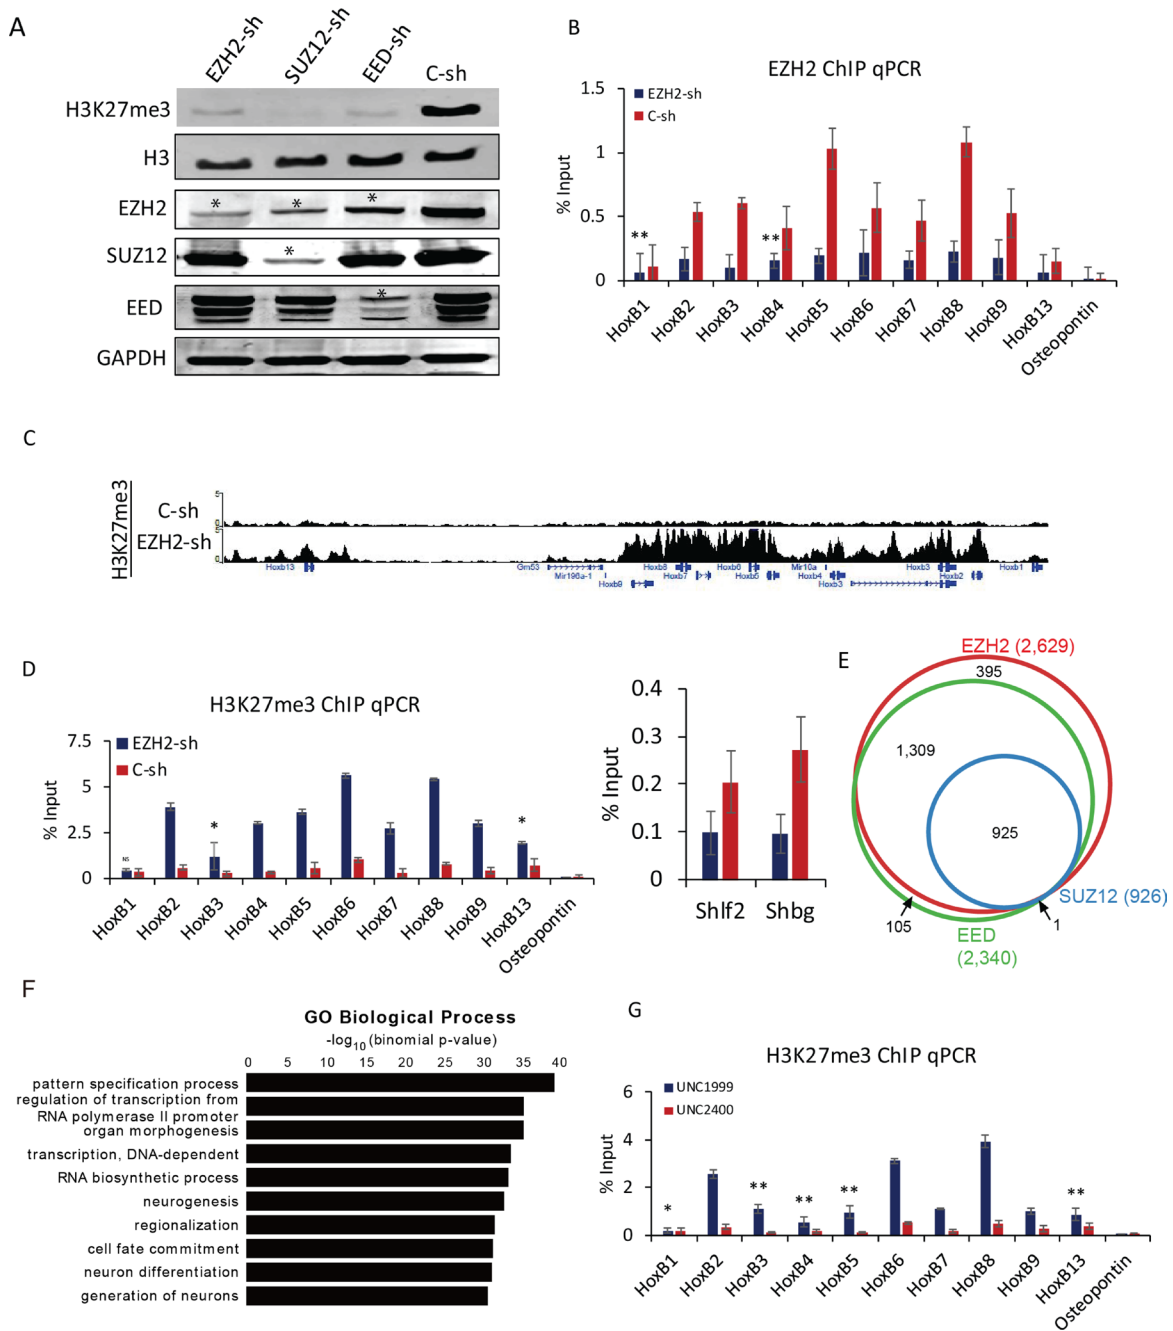 A
EZH2-sh
SUZ12-sh
EED-sh
C-sh
H3K27me3
H3
EZH2
* * *
SUZ12
*
EED
*
GAPDH
B
EZH2 ChIP qPCR
EZH2-sh
C-sh
% Input
1.5
1
0.5
0
**
**
HoxB1
HoxB2
HoxB3
HoxB4
HoxB5
HoxB6
HoxB7
HoxB8
HoxB9
HoxB13
Osteopontin
C
H3K27me3
C-sh
EZH2-sh
5
0
5
0
Hoxb13
Gm53
Mir196a-1
Hoxb9
Hoxb8
Hoxb7
Hoxb6
Hoxb5
Mir10a
Hoxb4
Hoxb3
Hoxb3
Hoxb2
Hoxb1
D
H3K27me3 ChIP qPCR
EZH2-sh
C-sh
% Input
7.5
5
2.5
0
NS
*
*
HoxB1
HoxB2
HoxB3
HoxB4
HoxB5
HoxB6
HoxB7
HoxB8
HoxB9
HoxB13
Osteopontin
% Input
0.4
0.3
0.2
0.1
0
Shlf2
Shbg
E
EZH2 (2,629)
395
1,309
925
SUZ12 (926)
105
1
EED
(2,340)
F
GO Biological Process
-log10 (binomial p-value)
0 5 10 15 20 25 30 35 40
pattern specification process
regulation of transcription from
RNA polymerase II promoter
organ morphogenesis
transcription, DNA-dependent
RNA biosynthetic process
neurogenesis
regionalization
cell fate commitment
neuron differentiation
generation of neurons
G
H3K27me3 ChIP qPCR
UNC1999
UNC2400
% Input
6
4
2
0
*
**
**
**
**
HoxB1
HoxB2
HoxB3
HoxB4
HoxB5
HoxB6
HoxB7
HoxB8
HoxB9
HoxB13
Osteopontin